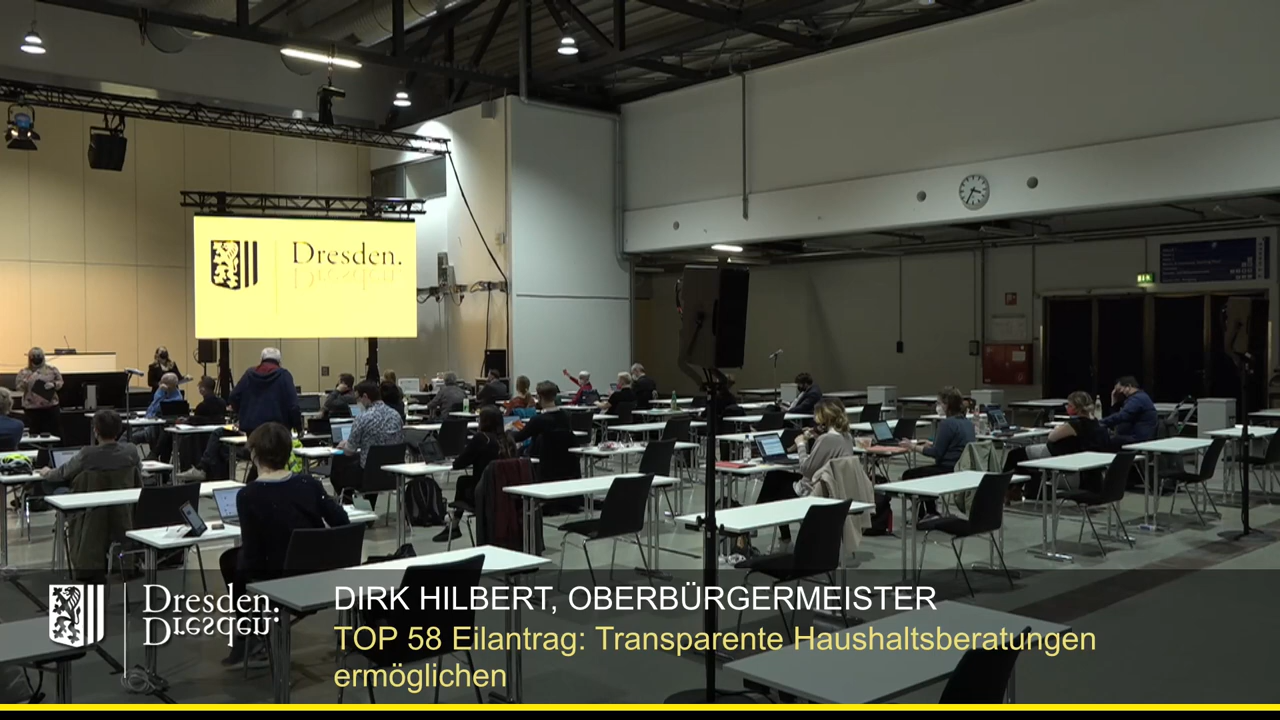 Dresden.
Dresden.
DIRK HILBERT, OBERBÜRGERMEISTER
TOP 58 Eilantrag: Transparente Haushaltsberatungen
ermöglichen